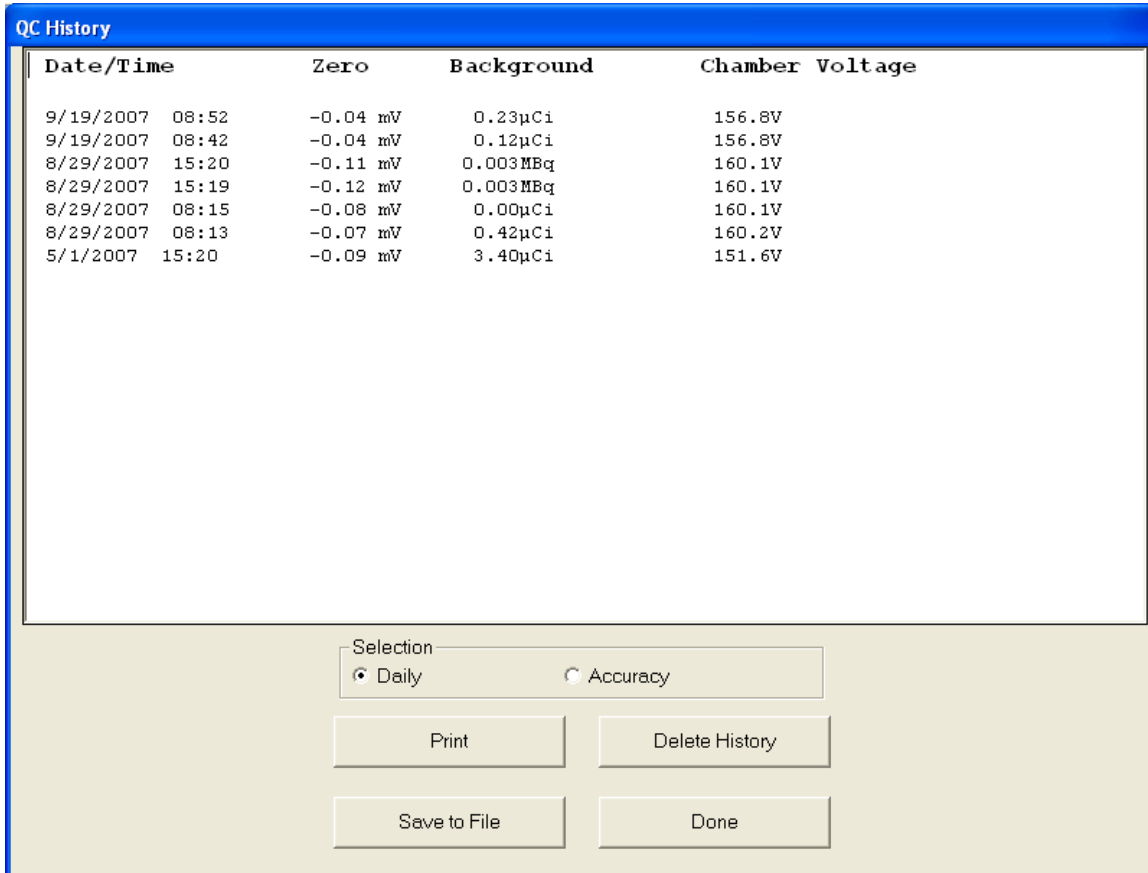 QC History
Date/Time Zero Background Chamber Voltage
9/19/2007 08:52 -0.04 mV 0.23µCi 156.8V
9/19/2007 08:42 -0.04 mV 0.12µCi 156.8V
8/29/2007 15:20 -0.11 mV 0.003MBq 160.1V
8/29/2007 15:19 -0.12 mV 0.003MBq 160.1V
8/29/2007 08:15 -0.08 mV 0.00µCi 160.1V
8/29/2007 08:13 -0.07 mV 0.42µCi 160.2V
5/1/2007 15:20 -0.09 mV 3.40µCi 151.6V
Selection
Daily Accuracy
Print Delete History
Save to File Done